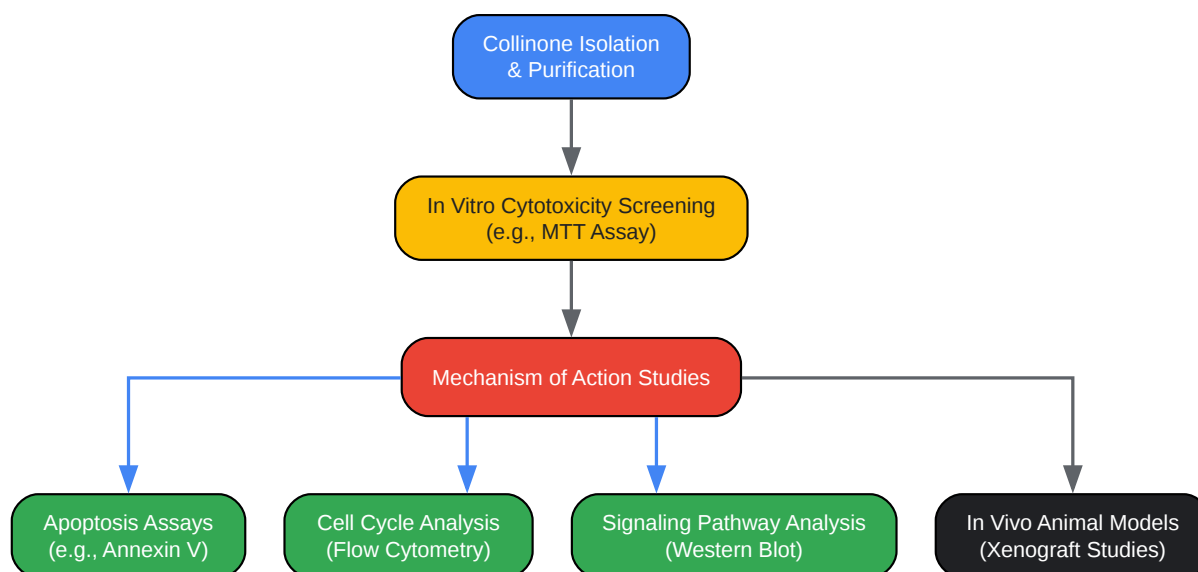 Collinone Isolation
& Purification
In Vitro Cytotoxicity Screening
(e.g., MTT Assay)
Mechanism of Action Studies
Apoptosis Assays
(e.g., Annexin V)
Cell Cycle Analysis
(Flow Cytometry)
Signaling Pathway Analysis
(Western Blot)
In Vivo Animal Models
(Xenograft Studies)